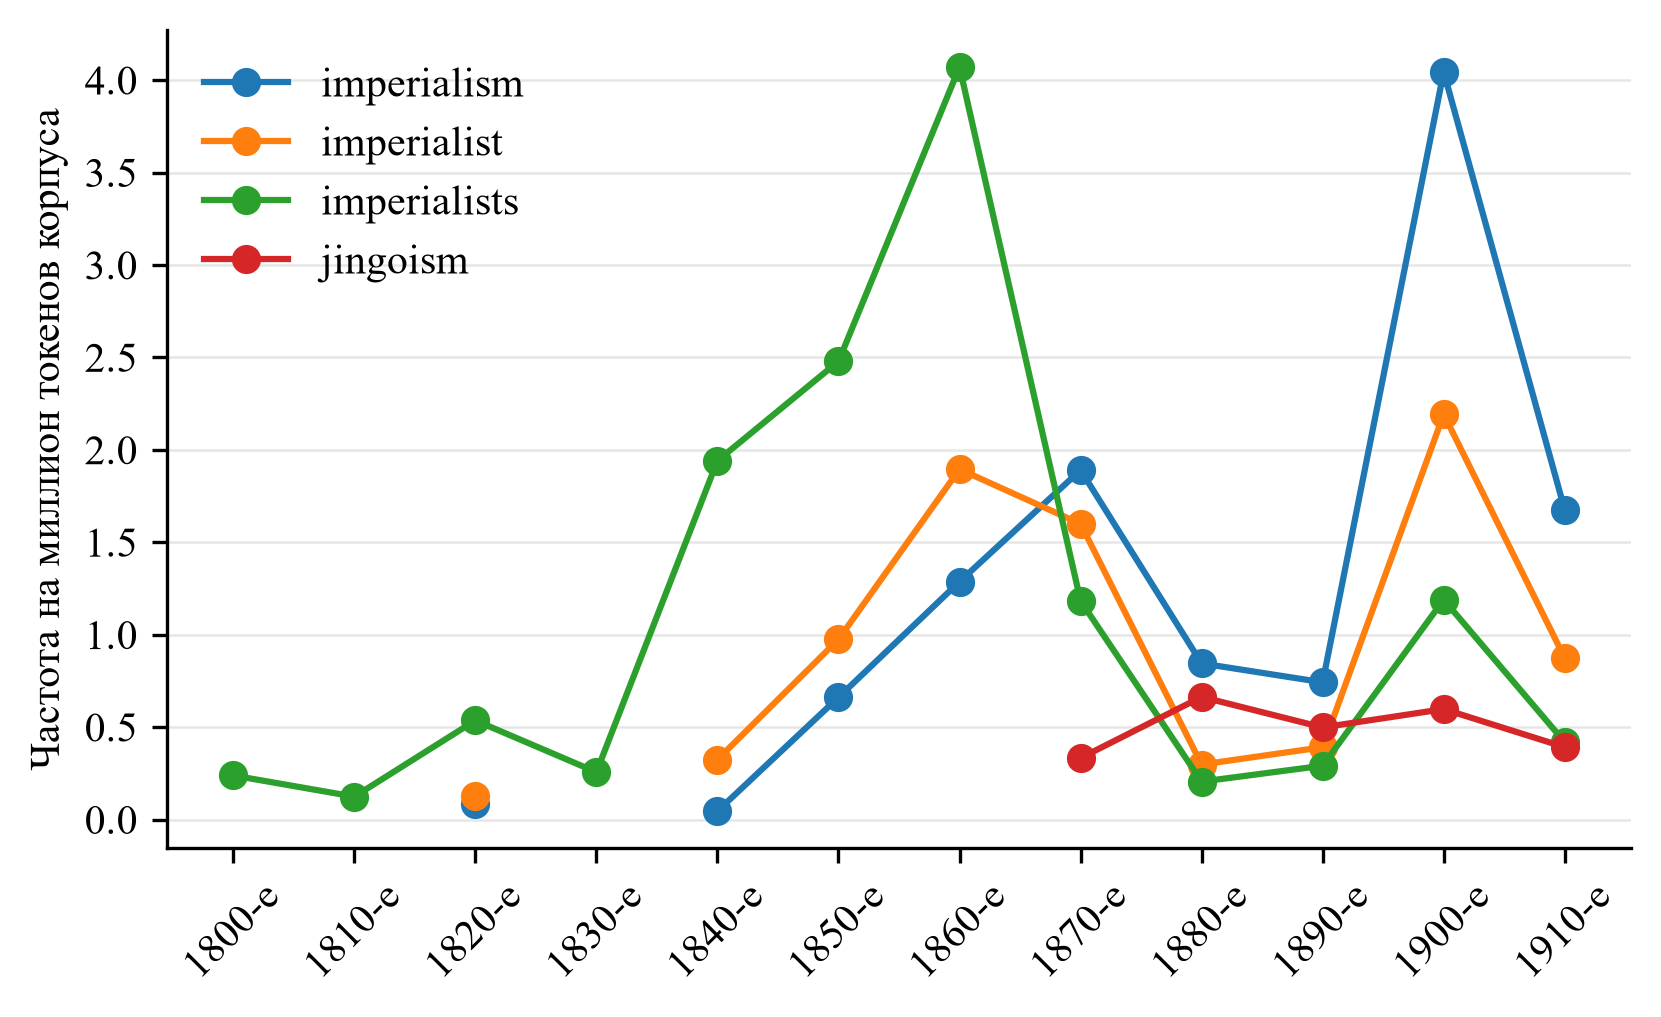 Частота на миллион токенов корпуса
4.0
3.5
3.0
2.5
2.0
1.5
1.0
0.5
0.0
imperialism
imperialist
imperialists
jingoism
1800-е
1810-е
1820-е
1830-е
1840-е
1850-е
1860-е
1870-е
1880-е
1890-е
1900-е
1910-е